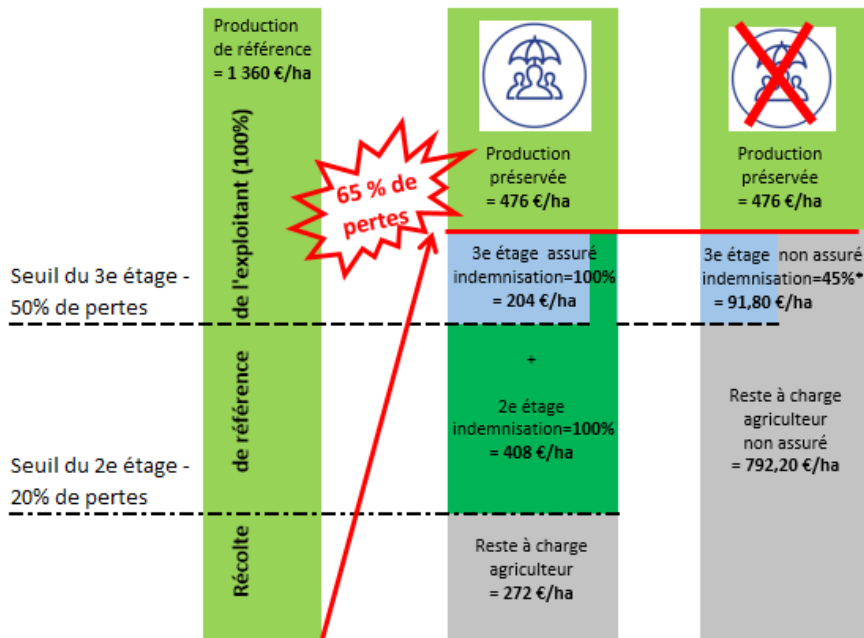 Production
de référence
= 1 360 €/ha
Récolte de référence de l'exploitant (100%)
65 % de
pertes
Seuil du 3e étage -
50% de pertes
Seuil du 2e étage -
20% de pertes
Production
préservée
= 476 €/ha
3e étage assuré
indemnisation=100%
= 204 €/ha
+
2e étage
indemnisation=100%
= 408 €/ha
Reste à charge
agriculteur
= 272 €/ha
Production
préservée
= 476 €/ha
3e étage non assuré
indemnisation=45%*
= 91,80 €/ha
Reste à charge
agriculteur
non assuré
= 792,20 €/ha